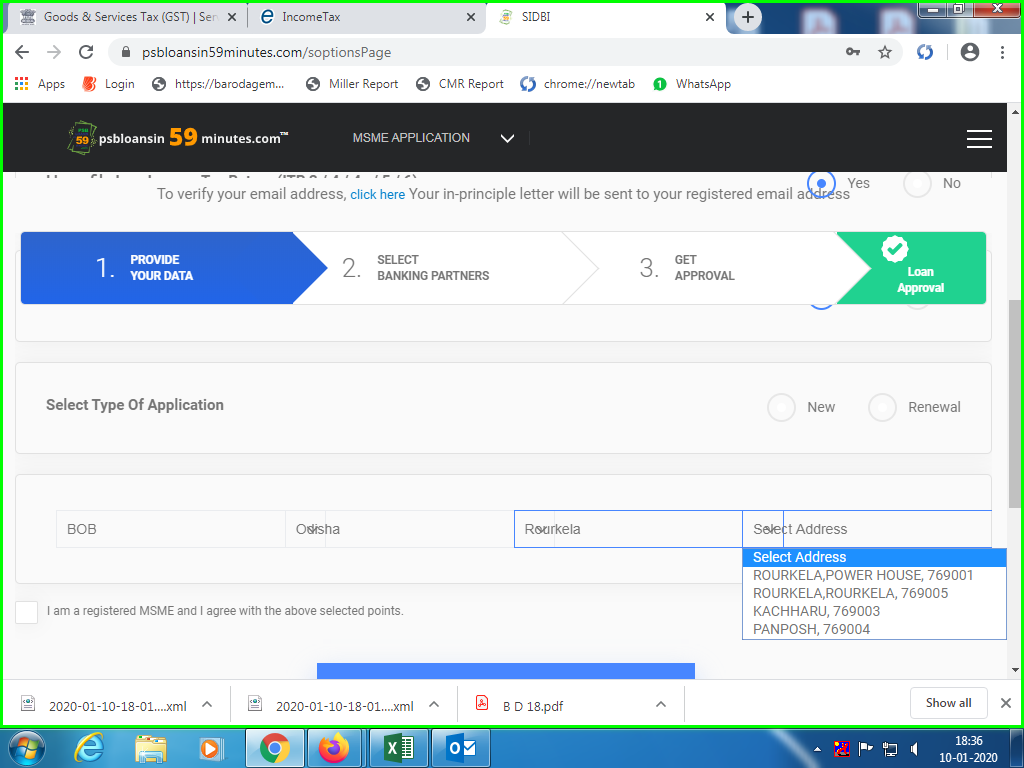 Goods & Services Tax (GST) | Ser
IncomeTax
SIDBI
psbloansin59minutes.com/soptionsPage
Apps
Login
https://barodagem...
Miller Report
CMR Report
chrome://newtab
1
WhatsApp
PSB
59
psbloansin 59 minutes.com™
MSME APPLICATION
Yes
No
To verify your email address, click here Your in-principle letter will be sent to your registered email address
1. PROVIDE
YOUR DATA
2. SELECT
BANKING PARTNERS
3. GET
APPROVAL
Loan
Approval
Select Type Of Application
New
Renewal
BOB
Odisha
Rourkela
Select Address
Select Address
ROURKELA,POWER HOUSE, 769001
ROURKELA,ROURKELA, 769005
KACHHARU, 769003
PANPOSH, 769004
I am a registered MSME and I agree with the above selected points.
2020-01-10-18-01....xml
2020-01-10-18-01....xml
B D 18.pdf
Show all
18:36
10-01-2020